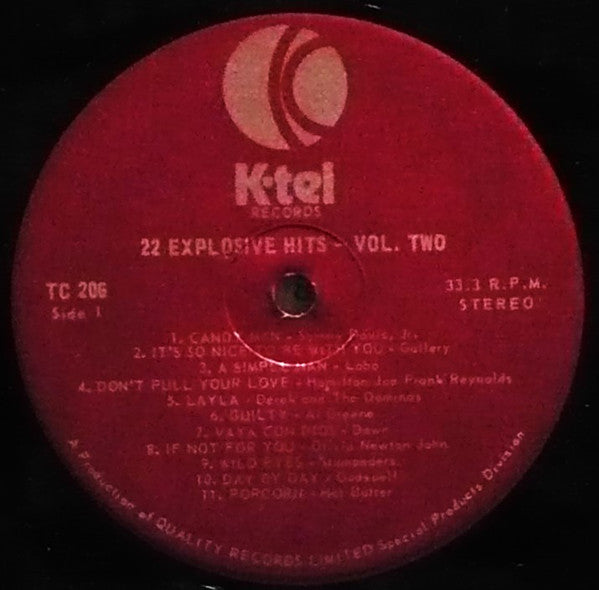 K-tel
RECORDS
22 EXPLOSIVE HITS - VOL. TWO
TC 206
Side 1
33.3 R.P.M.
STEREO
1. CANDY MAN - Sammy Davis, Jr.
2. IT'S SO NICE TO BE WITH YOU - Gallery
3. A SIMPLE MAN - Lobo
4. DON'T PULL YOUR LOVE - Hamilton Joe Frank Reynolds
5. LAYLA - Derek and The Dominos
6. GUILTY - Al Greene
7. VAYA CON DIOS - Dawn
8. IF NOT FOR YOU - Olivia Newton John
9. WILD EYES - Stampeders
10. DAY BY DAY - Godspell
11. POPCORN - Hot Butter
A Production of QUALITY RECORDS LIMITED Special Products Division